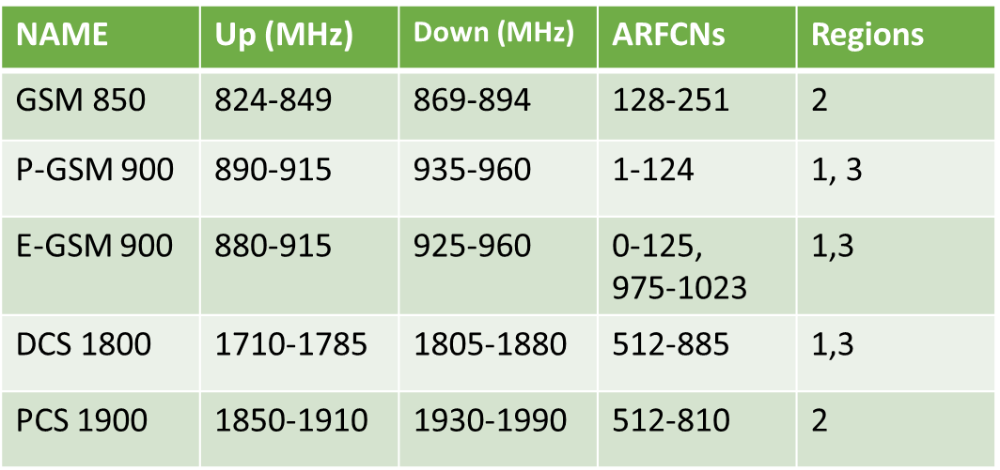 NAME Up (MHz) Down (MHz) ARFCNs Regions
GSM 850 824-849 869-894 128-251 2
P-GSM 900 890-915 935-960 1-124 1, 3
E-GSM 900 880-915 925-960 0-125, 1,3
975-1023
DCS 1800 1710-1785 1805-1880 512-885 1,3
PCS 1900 1850-1910 1930-1990 512-810 2